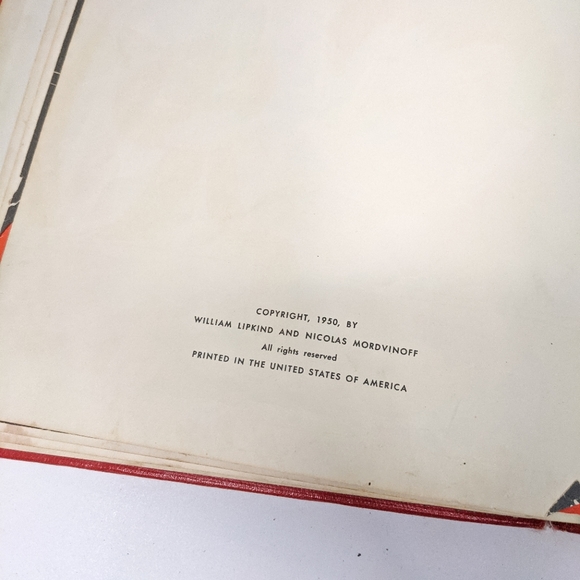 COPYRIGHT, 1950, BY
WILLIAM LIPKIND AND NICOLAS MORDVINOFF
All rights reserved
PRINTED IN THE UNITED STATES OF AMERICA